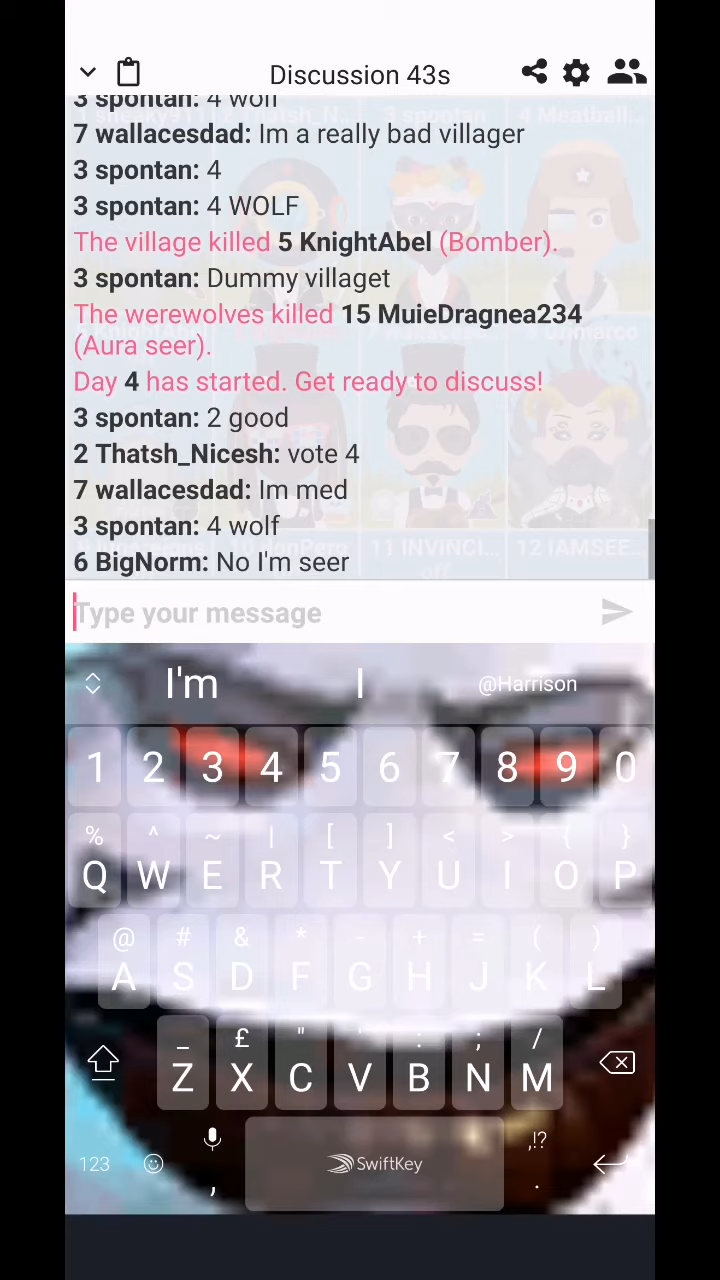 Discussion 43s
3 spontan: 4 wolf
7 wallacesdad: Im a really bad villager
3 spontan: 4
3 spontan: 4 WOLF
The village killed 5 KnightAbel (Bomber).
3 spontan: Dummy villaget
The werewolves killed 15 MuieDragnea234
(Aura seer).
Day 4 has started. Get ready to discuss!
3 spontan: 2 good
2 Thatsh_Nicesh: vote 4
7 wallacesdad: Im med
3 spontan: 4 wolf
6 BigNorm: No I'm seer
11 INVINCI... 12 IAMSEE...
Type your message
I'm I @Harrison
1 2 3 4 5 6 7 8 9 0
% ^ ~ | [ ] < > { }
Q W E R T Y U I O P
@ # & * - + = ( )
A S D F G H J K L
_ £ " ' : ; /
Z X C V B N M
123 , SwiftKey ,!? .